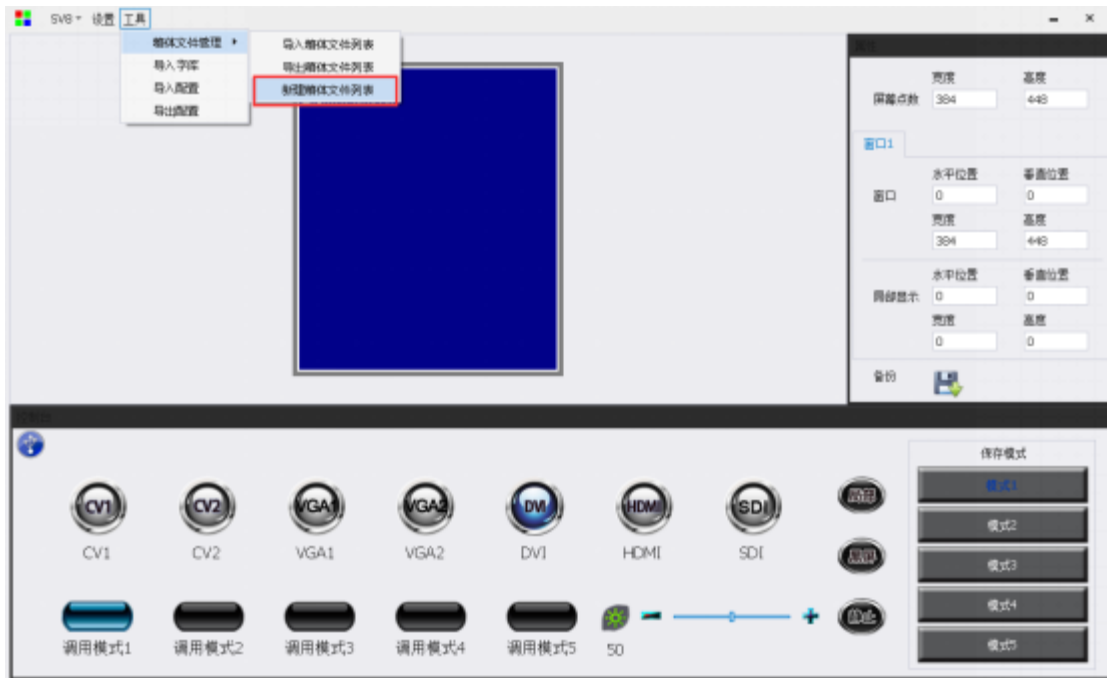 SV8 设置 工具
箱体文件管理
导入字库
导入配置
导出配置
导入箱体文件列表
导出箱体文件列表
新建箱体文件列表
宽度 高度
屏幕点数 384 448
窗口1
水平位置 垂直位置
窗口 0 0
宽度 高度
384 448
水平位置 垂直位置
局部显示 0 0
宽度 高度
0 0
备份
CV1 CV2 VGA1 VGA2 DVI HDMI SDI
CV1 CV2 VGA1 VGA2 DVI HDMI SDI
黑屏
静止
调用模式1 调用模式2 调用模式3 调用模式4 调用模式5 50
保存模式
模式1
模式2
模式3
模式4
模式5